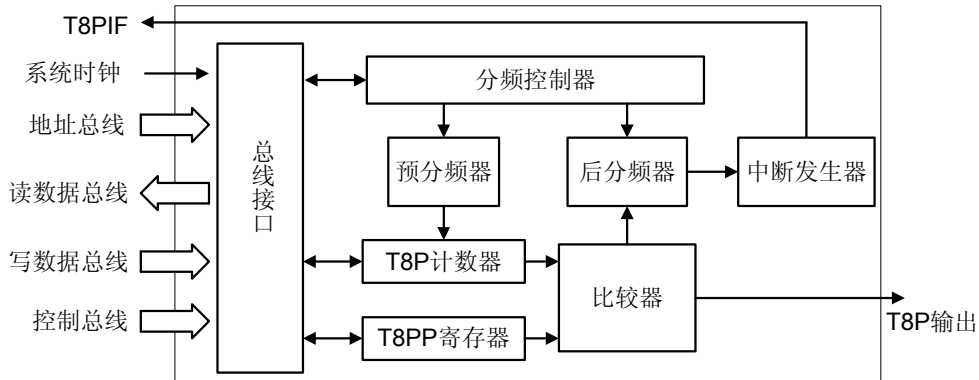 T8PIF
系统时钟
地址总线
读数据总线
写数据总线
控制总线
总线接口
分频控制器
预分频器
后分频器
中断发生器
T8P计数器
比较器
T8PP寄存器
T8P输出